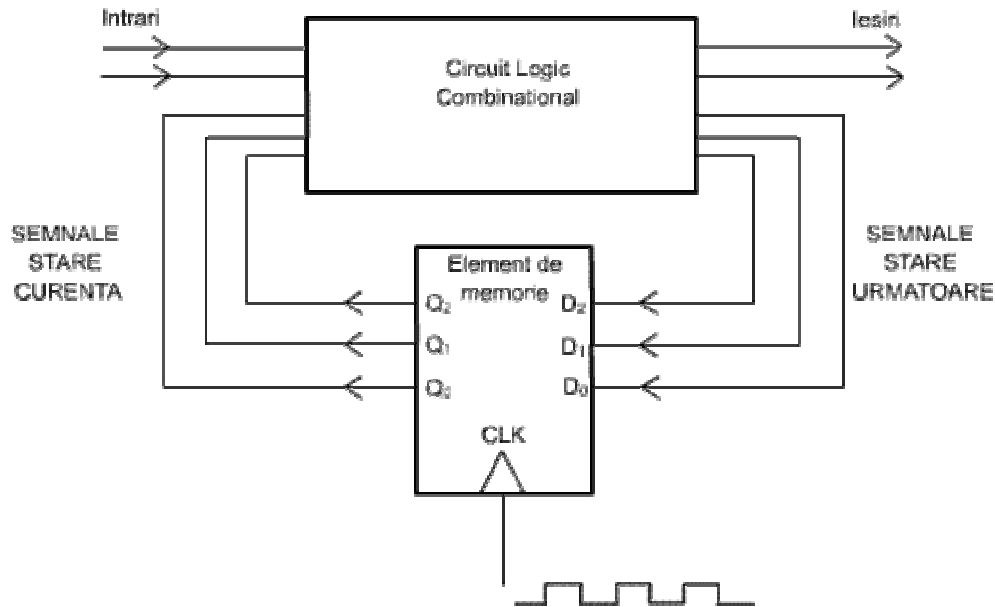 Intrari
Iesiri
Circuit Logic
Combinational
SEMNALE
STARE
CURENTA
SEMNALE
STARE
URMATOARE
Element de
memorie
Q₂ D₂
Q₁ D₁
Q₀ D₀
CLK